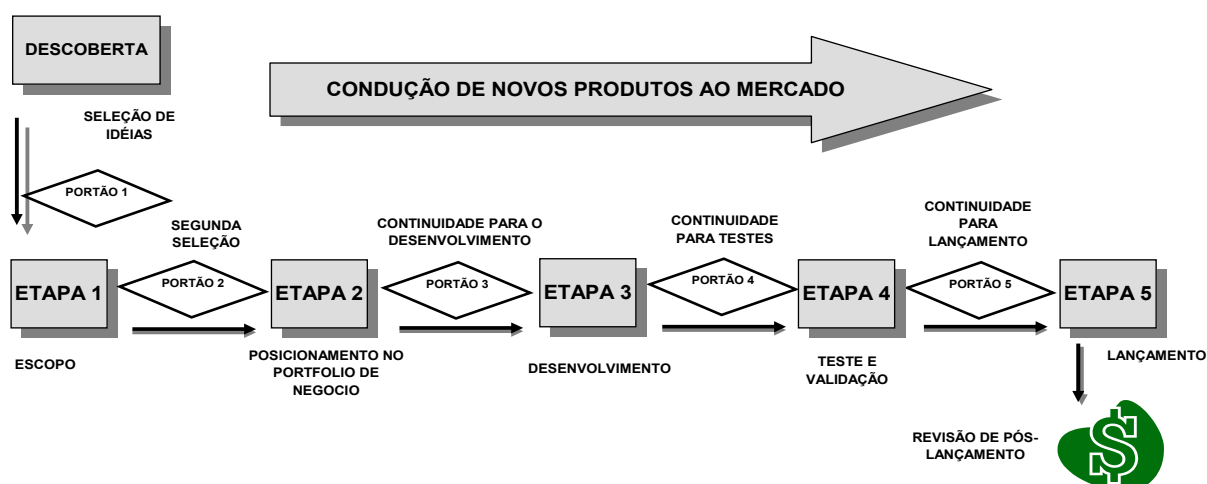 DESCOBERTA
CONDUÇÃO DE NOVOS PRODUTOS AO MERCADO
SELEÇÃO DE
IDÉIAS
PORTÃO 1
SEGUNDA
SELEÇÃO
CONTINUIDADE PARA O
DESENVOLVIMENTO
CONTINUIDADE
PARA TESTES
CONTINUIDADE
PARA
LANÇAMENTO
ETAPA 1
PORTÃO 2
ETAPA 2
PORTÃO 3
ETAPA 3
PORTÃO 4
ETAPA 4
PORTÃO 5
ETAPA 5
ESCOPO
POSICIONAMENTO NO
PORTFOLIO DE
NEGOCIO
DESENVOLVIMENTO
TESTE E
VALIDAÇÃO
LANÇAMENTO
REVISÃO DE PÓS-
LANÇAMENTO
$